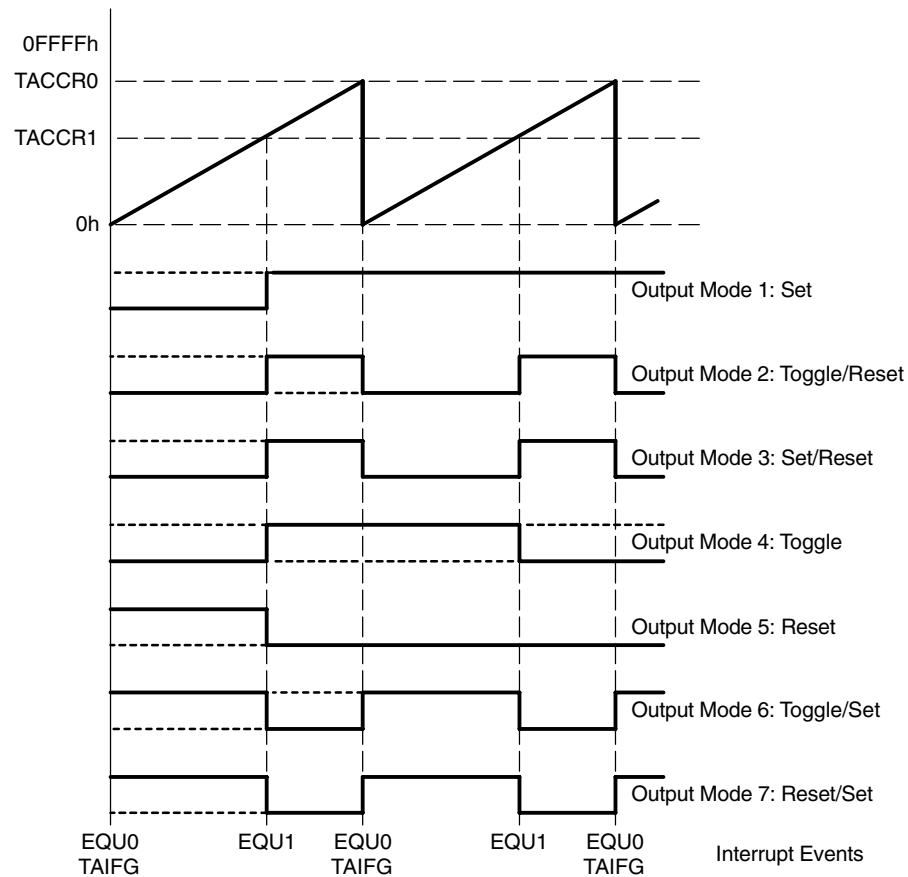 0FFFFh
TACCR0
TACCR1
0h
Output Mode 1: Set
Output Mode 2: Toggle/Reset
Output Mode 3: Set/Reset
Output Mode 4: Toggle
Output Mode 5: Reset
Output Mode 6: Toggle/Set
Output Mode 7: Reset/Set
EQU0 EQU1 EQU0 EQU1 EQU0
TAIFG TAIFG TAIFG
Interrupt Events